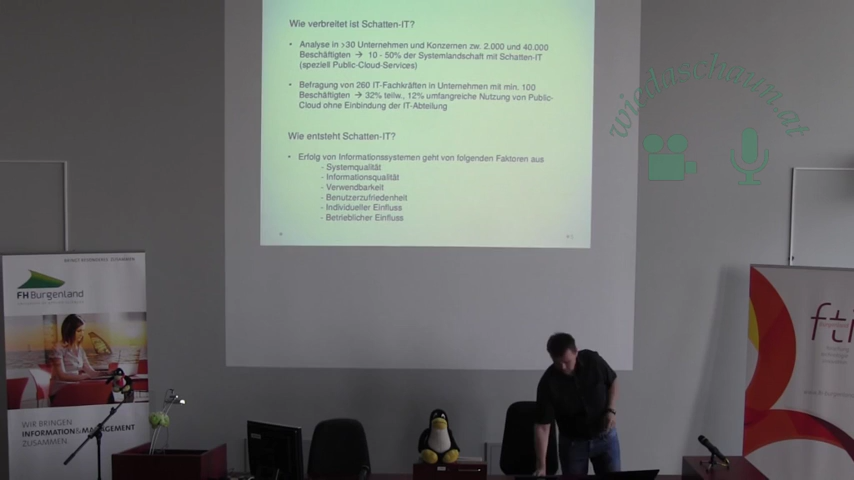 Wie verbreitet ist Schatten-IT?
• Analyse in >30 Unternehmen und Konzernen zw. 2.000 und 40.000
Beschäftigten → 10 - 50% der Systemlandschaft mit Schatten-IT
(speziell Public-Cloud-Services)
• Befragung von 260 IT-Fachkräften in Unternehmen mit min. 100
Beschäftigten → 32% teilw., 12% umfangreiche Nutzung von Public-
Cloud ohne Einbindung der IT-Abteilung
Wie entsteht Schatten-IT?
• Erfolg von Informationssystemen geht von folgenden Faktoren aus
- Systemqualität
- Informationsqualität
- Verwendbarkeit
- Benutzerzufriedenheit
- Individueller Einfluss
- Betrieblicher Einfluss
wiedaschaun.at
FH Burgenland
WIR BRINGEN
INFORMATION & MANAGEMENT
ZUSAMMEN.
fti